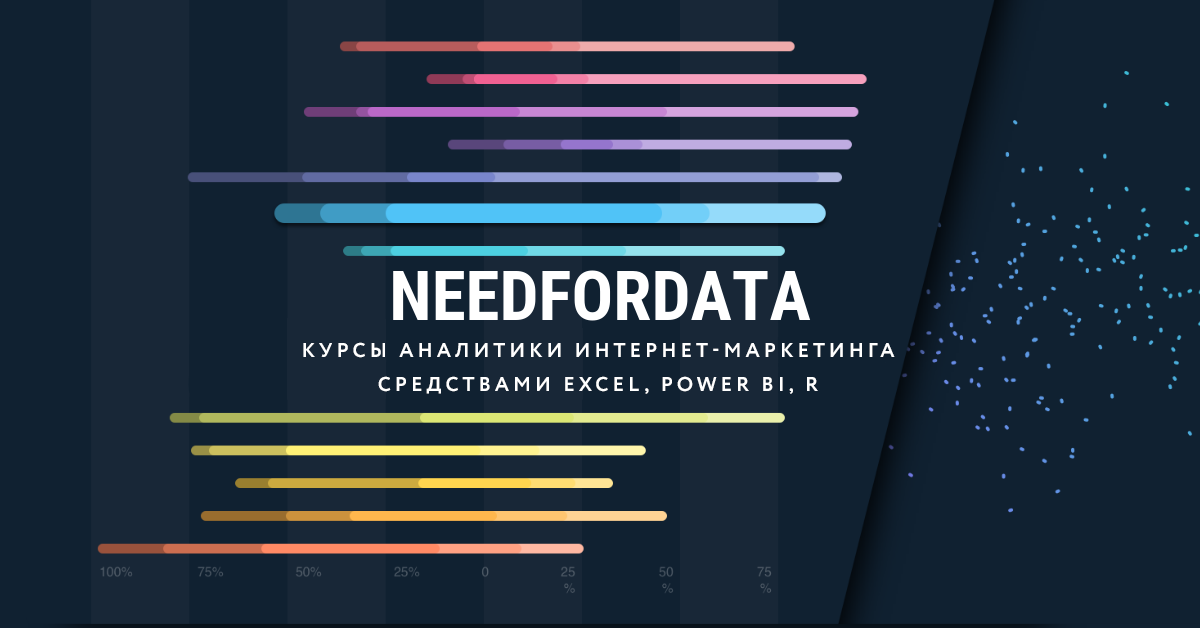 NEEDFORDATA
КУРСЫ АНАЛИТИКИ ИНТЕРНЕТ-МАРКЕТИНГА
СРЕДСТВАМИ EXCEL, POWER BI, R
100% 75% 50% 25% 0 25 50 75
% % %